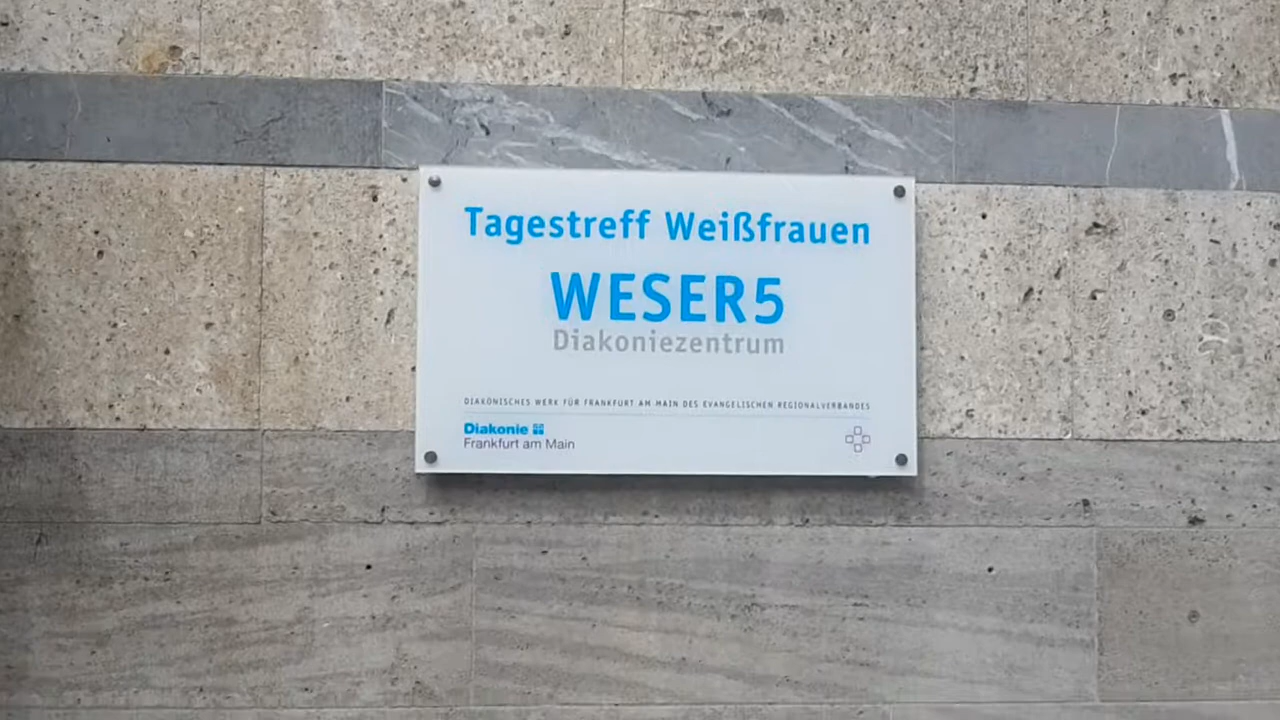 Tagestreff Weißfrauen
WESER5
Diakoniezentrum
DIAKONISCHES WERK FÜR FRANKFURT AM MAIN DES EVANGELISCHEN REGIONALVERBANDES
Diakonie
Frankfurt am Main